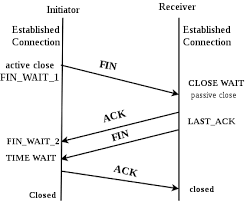 Initiator
Receiver
Established
Connection
Established
Connection
active close
FIN_WAIT_1
FIN
CLOSE WAIT
passive close
ACK
LAST_ACK
FIN
FIN_WAIT_2
TIME WAIT
ACK
Closed
closed